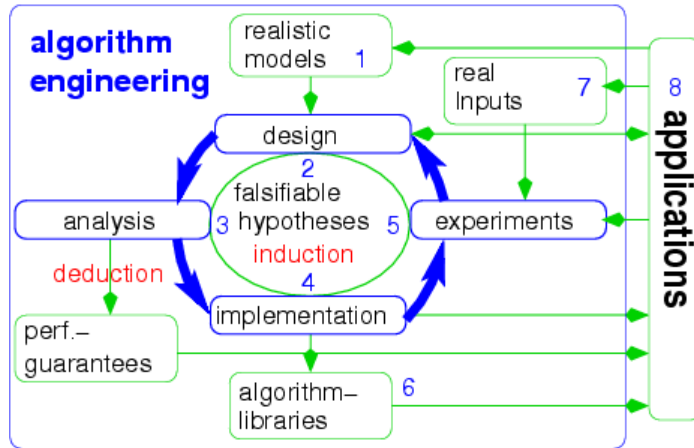 algorithm
engineering
realistic
models 1
real
Inputs 7
8
applications
design
2
falsifiable
hypotheses
induction
3
5
4
analysis
experiments
deduction
implementation
perf.–
guarantees
algorithm–
libraries
6